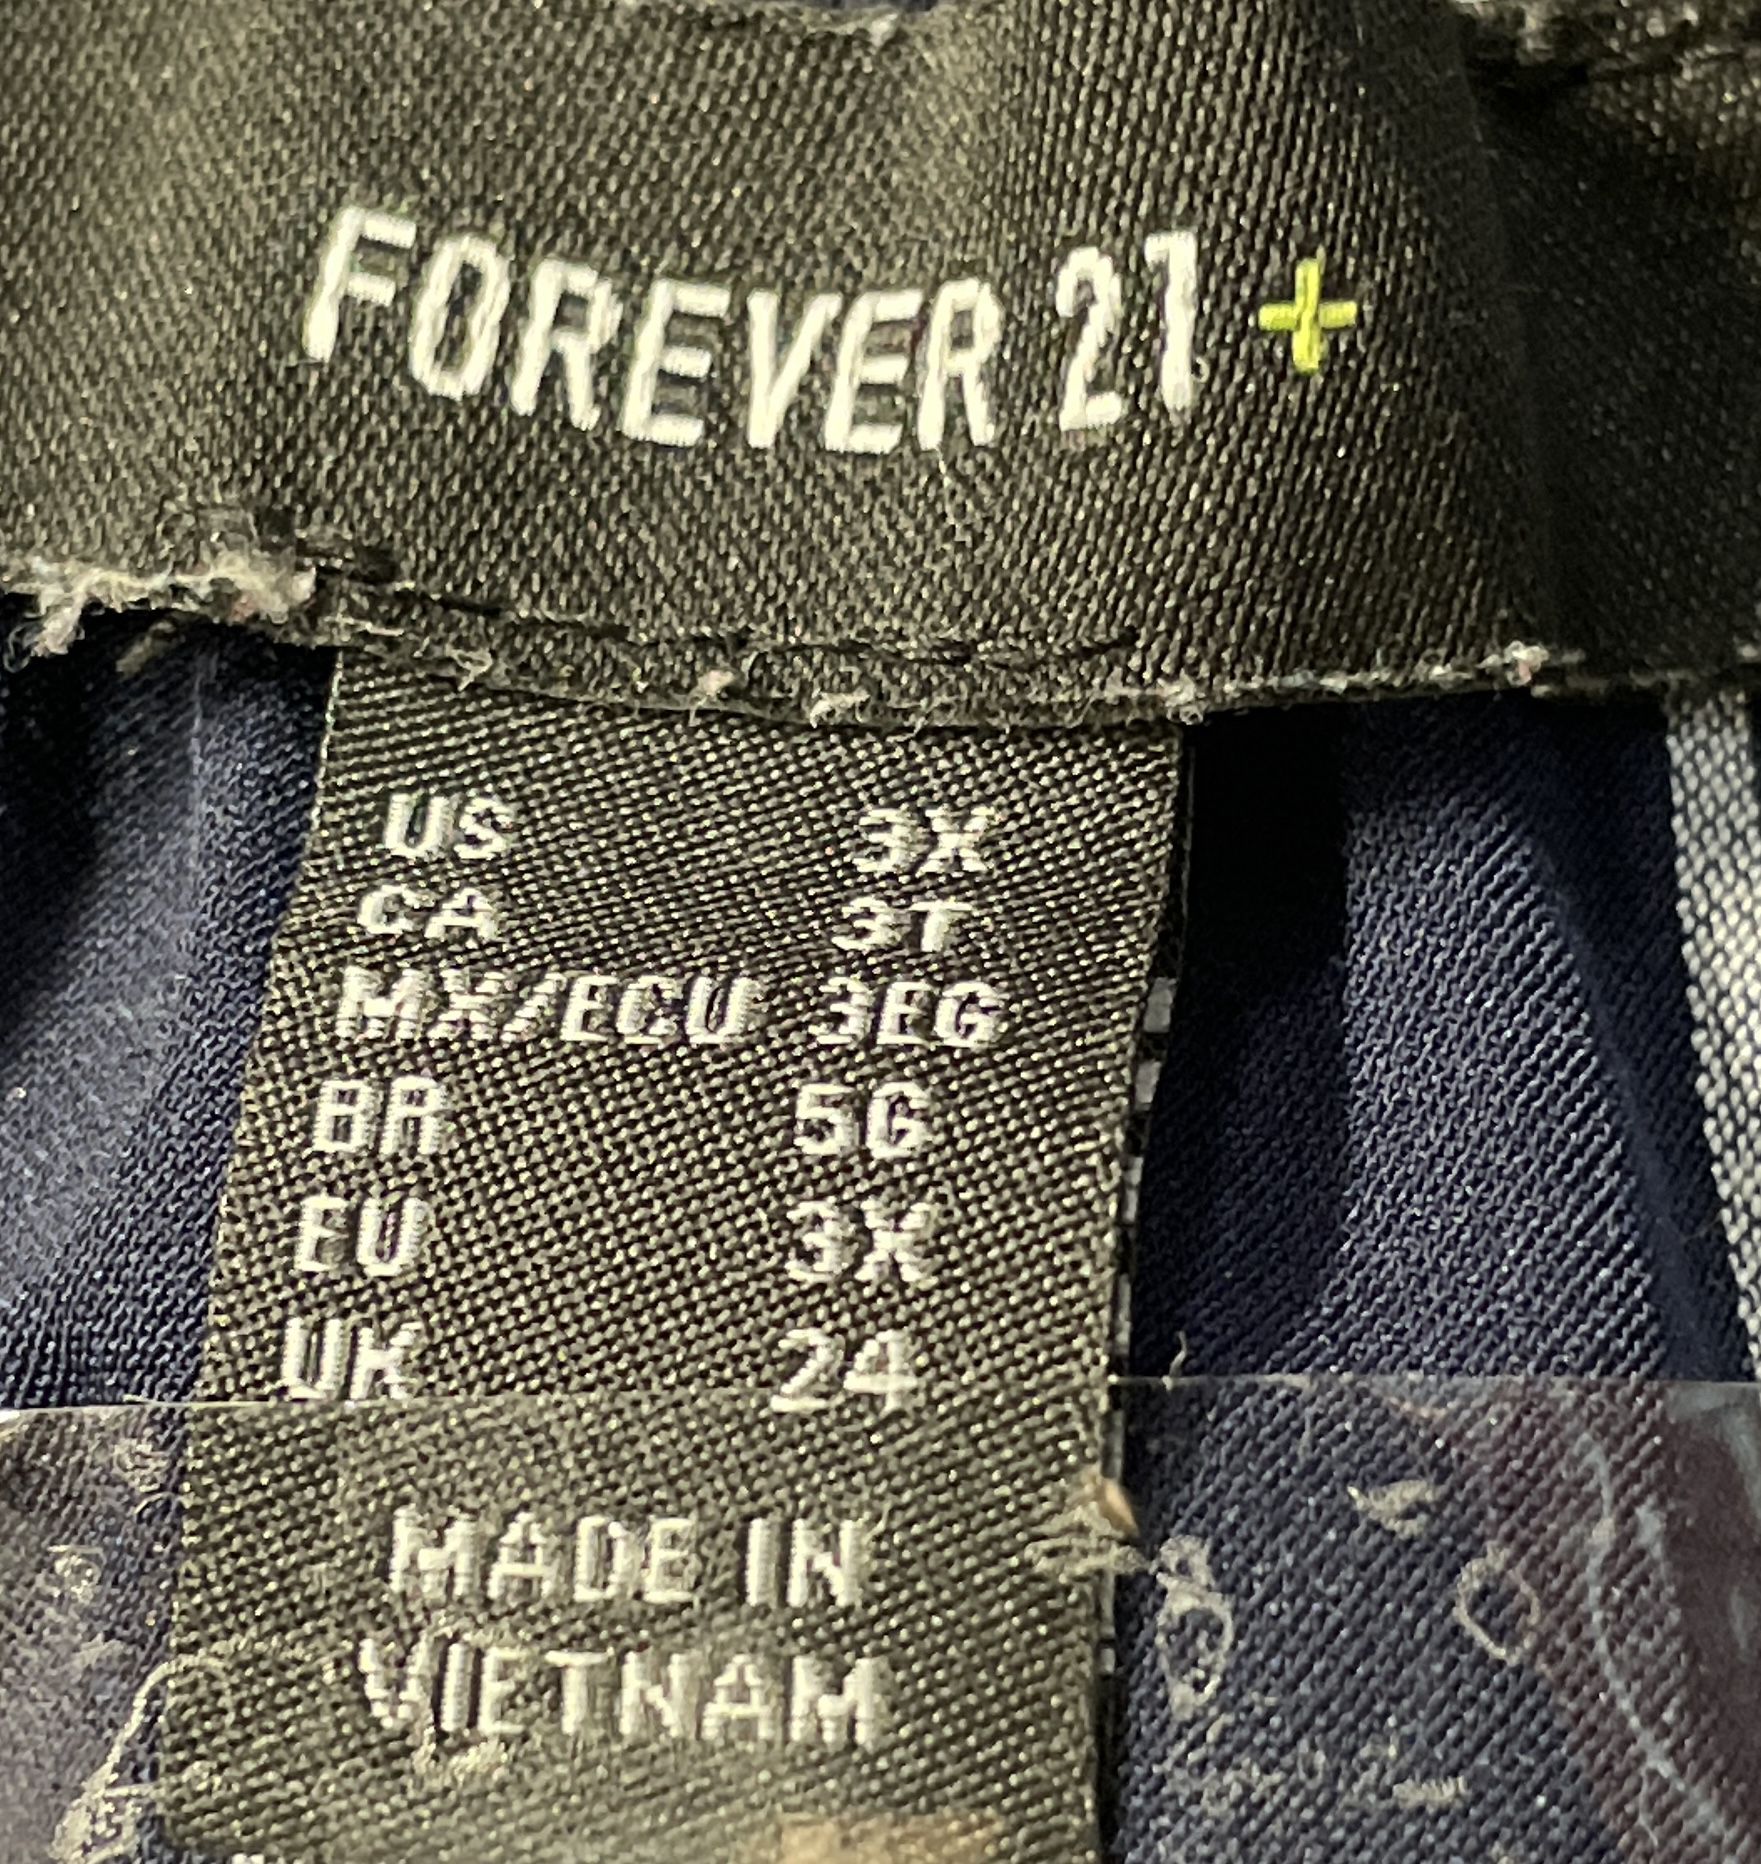 FOREVER 21 +
US 3X
CA 3T
MX/ECU 3EG
BR 5G
EU 3X
UK 24
MADE IN
VIETNAM